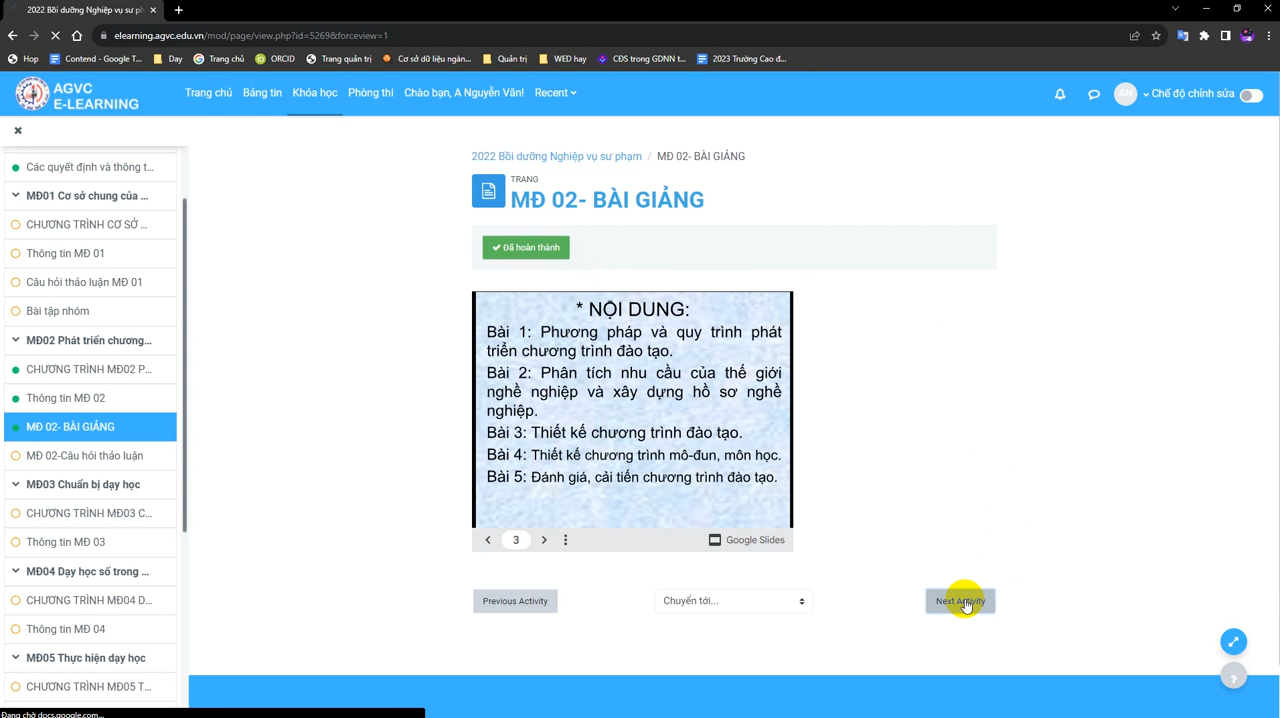 2022 Bồi dưỡng Nghiệp vụ sư ph
elearning.agvc.edu.vn/mod/page/view.php?id=5269&forceview=1
Hop
Contend - Google T...
Day
Trang chủ
ORCID
Trang quản trị
Cơ sở dữ liệu ngàn...
Quản trị
WED hay
CĐS trong GDNN t...
2023 Trường Cao đ...
AGVC
E-LEARNING
Trang chủ
Bảng tin
Khóa học
Phòng thi
Chào bạn, A Nguyễn Văn!
Recent
AN
Chế độ chỉnh sửa
Các quyết định và thông t...
MĐ01 Cơ sở chung của ...
CHƯƠNG TRÌNH CƠ SỞ ...
Thông tin MĐ 01
Câu hỏi thảo luận MĐ 01
Bài tập nhóm
MĐ02 Phát triển chương...
CHƯƠNG TRÌNH MĐ02 P...
Thông tin MĐ 02
MĐ 02- BÀI GIẢNG
MĐ 02-Câu hỏi thảo luận
MĐ03 Chuẩn bị dạy học
CHƯƠNG TRÌNH MĐ03 C...
Thông tin MĐ 03
MĐ04 Dạy học số trong ...
CHƯƠNG TRÌNH MĐ04 D...
Thông tin MĐ 04
MĐ05 Thực hiện dạy học
CHƯƠNG TRÌNH MĐ05 T...
2022 Bồi dưỡng Nghiệp vụ sư phạm / MĐ 02- BÀI GIẢNG
TRANG
MĐ 02- BÀI GIẢNG
Đã hoàn thành
* NỘI DUNG:
Bài 1: Phương pháp và quy trình phát
triển chương trình đào tạo.
Bài 2: Phân tích nhu cầu của thế giới
nghề nghiệp và xây dựng hồ sơ nghề
nghiệp.
Bài 3: Thiết kế chương trình đào tạo.
Bài 4: Thiết kế chương trình mô-đun, môn học.
Bài 5: Đánh giá, cải tiến chương trình đào tạo.
3
Google Slides
Previous Activity
Chuyển tới...
Next Activity
?
Đang chờ docs.google.com...